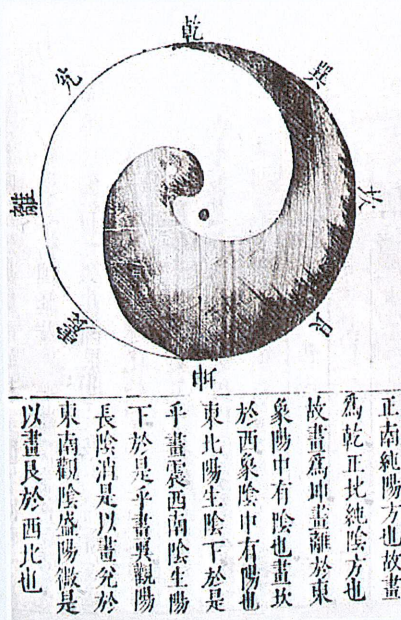 乾
巽
坎
艮
坤
震
離
兌
正南純陽方也故畫
爲乾正北純陰方也
故畫爲坤畫離於東
象陽中有陰也畫坎
於西象陰中有陽也
東北陽生陰下於是
乎畫震西南陰生陽
下於是乎畫巽觀陽
長陰消是以畫兌於
東南觀陰盛陽微是
以畫艮於西北也